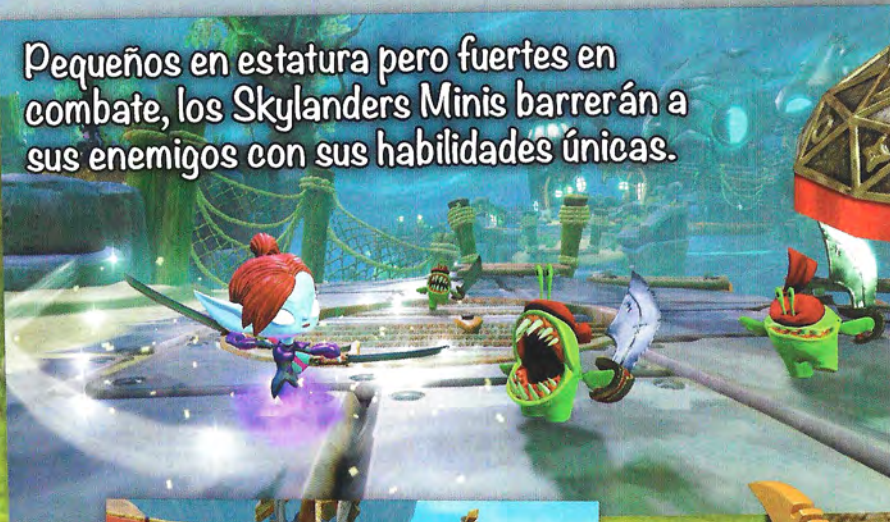 Pequeños en estatura pero fuertes en
combate, los Skylanders Minis barrerán a
sus enemigos con sus habilidades únicas.